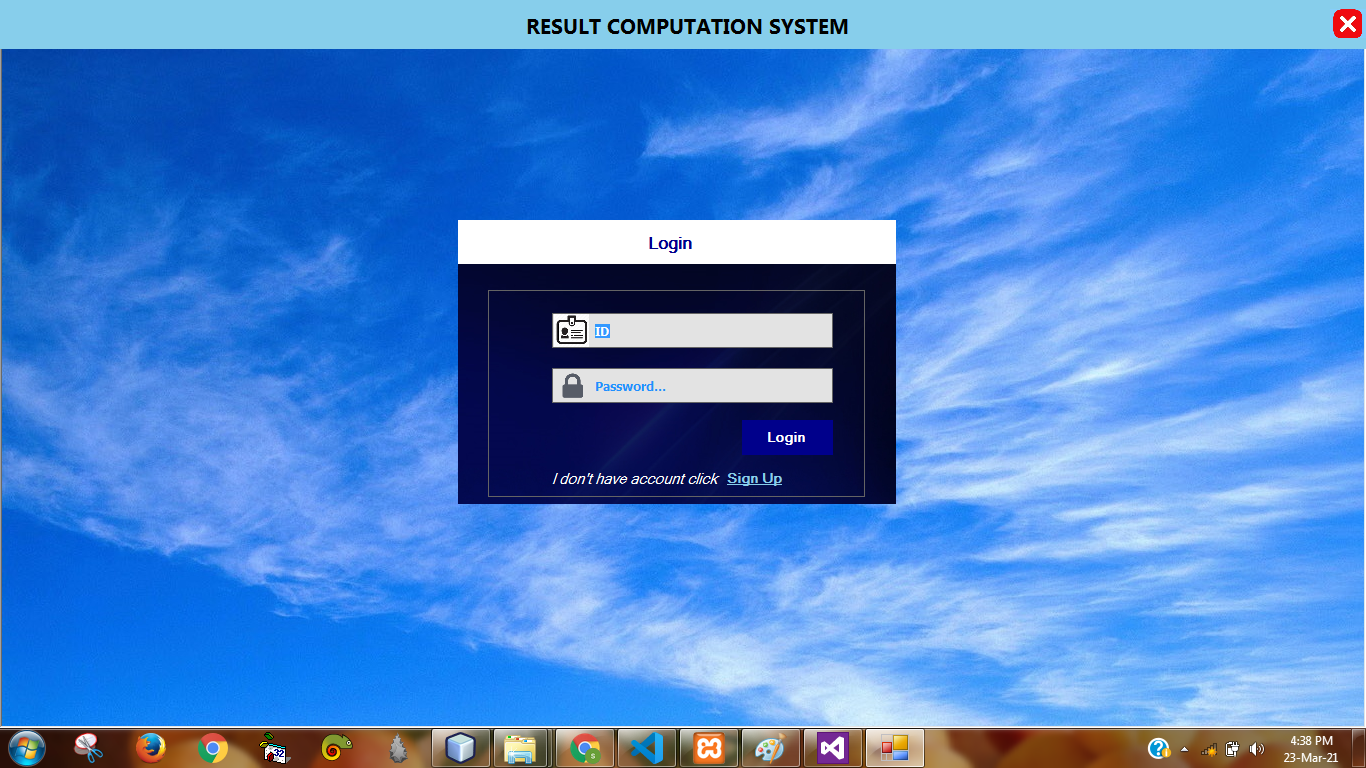 RESULT COMPUTATION SYSTEM
Login
ID
Password...
Login
I don't have account click Sign Up
4:38 PM
23-Mar-21